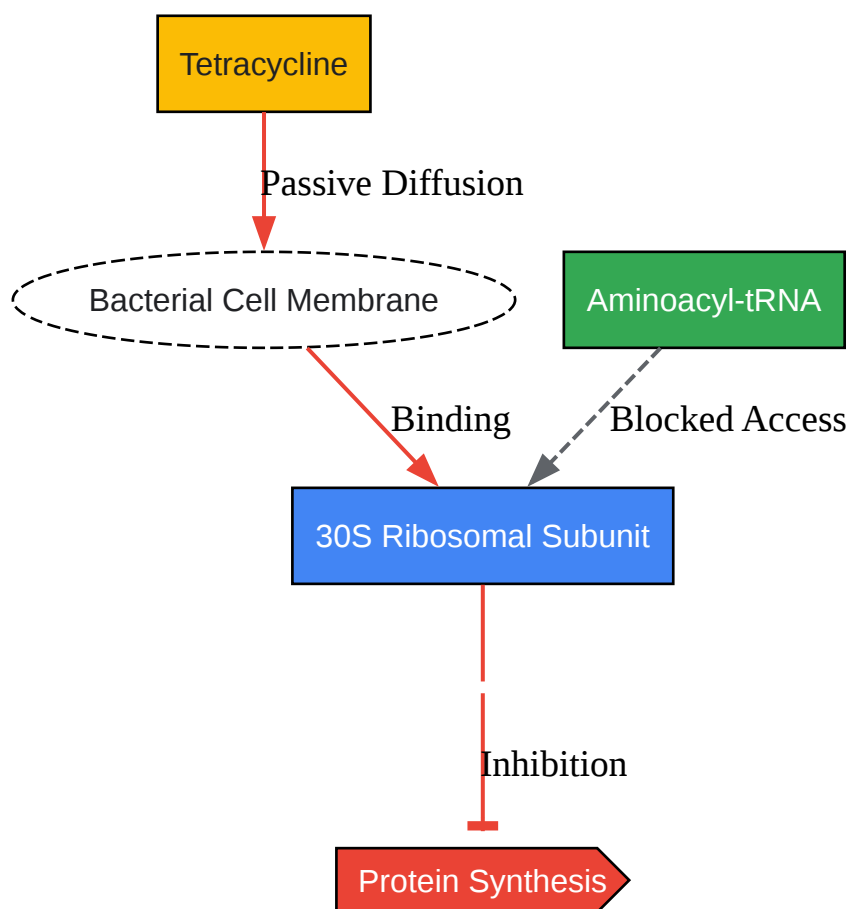 Tetracycline
Passive Diffusion
Bacterial Cell Membrane
Aminoacyl-tRNA
Binding
Blocked Access
30S Ribosomal Subunit
Inhibition
Protein Synthesis